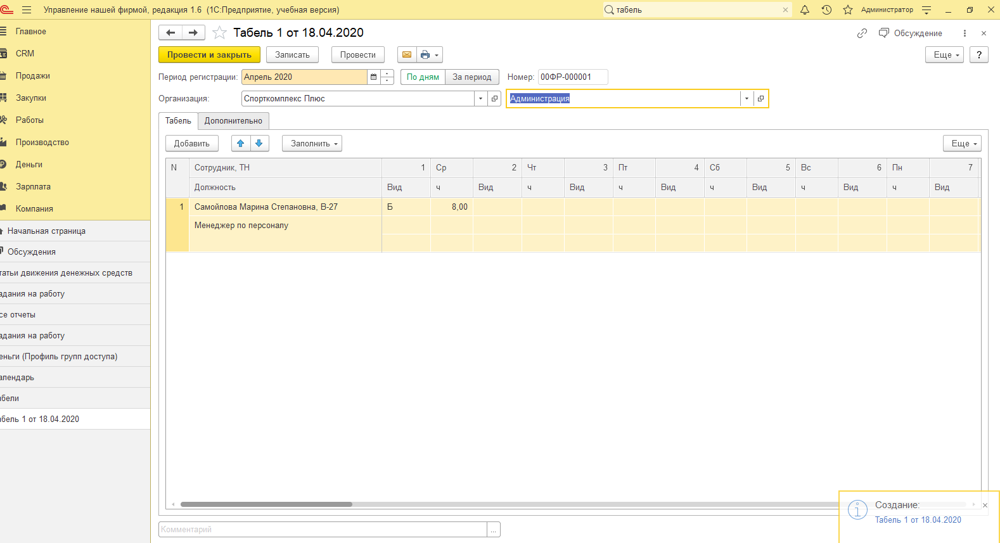 Управление нашей фирмой, редакция 1.6 (1С:Предприятие, учебная версия)
табель
Администратор
Главное
CRM
Продажи
Закупки
Работы
Производство
Деньги
Зарплата
Компания
Начальная страница
Обсуждения
татьи движения денежных средств
адания на работу
се отчеты
адания на работу
еньги (Профиль групп доступа)
алендарь
абели
абель 1 от 18.04.2020
Табель 1 от 18.04.2020
Обсуждение
Провести и закрыть
Записать
Провести
Еще
?
Период регистрации:
Апрель 2020
По дням
За период
Номер:
00ФР-000001
Организация:
Спорткомплекс Плюс
Администрация
Табель
Дополнительно
Добавить
Заполнить
Еще
N Сотрудник, ТН 1 Ср 2 Чт 3 Пт 4 Сб 5 Вс 6 Пн 7
Должность Вид ч Вид ч Вид ч Вид ч Вид ч Вид ч Вид
1 Самойлова Марина Степановна, В-27 Б 8,00
Менеджер по персоналу
Комментарий
...
Создание:
Табель 1 от 18.04.2020